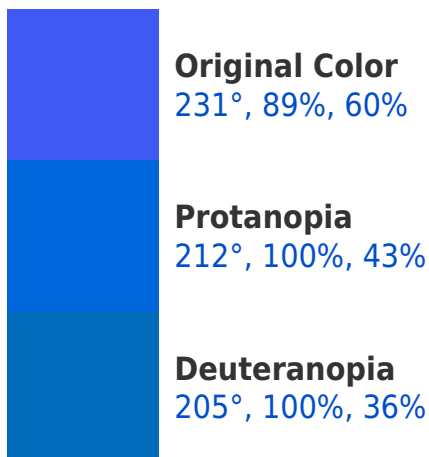 Original Color
231°, 89%, 60%
Protanopia
212°, 100%, 43%
Deuteranopia
205°, 100%, 36%